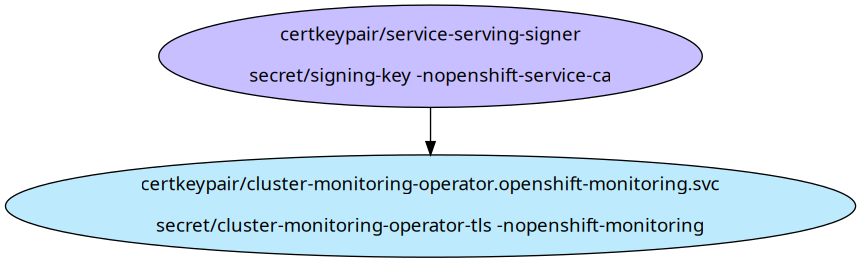 certkeypair/service-serving-signer
secret/signing-key -nopenshift-service-ca
certkeypair/cluster-monitoring-operator.openshift-monitoring.svc
secret/cluster-monitoring-operator-tls -nopenshift-monitoring